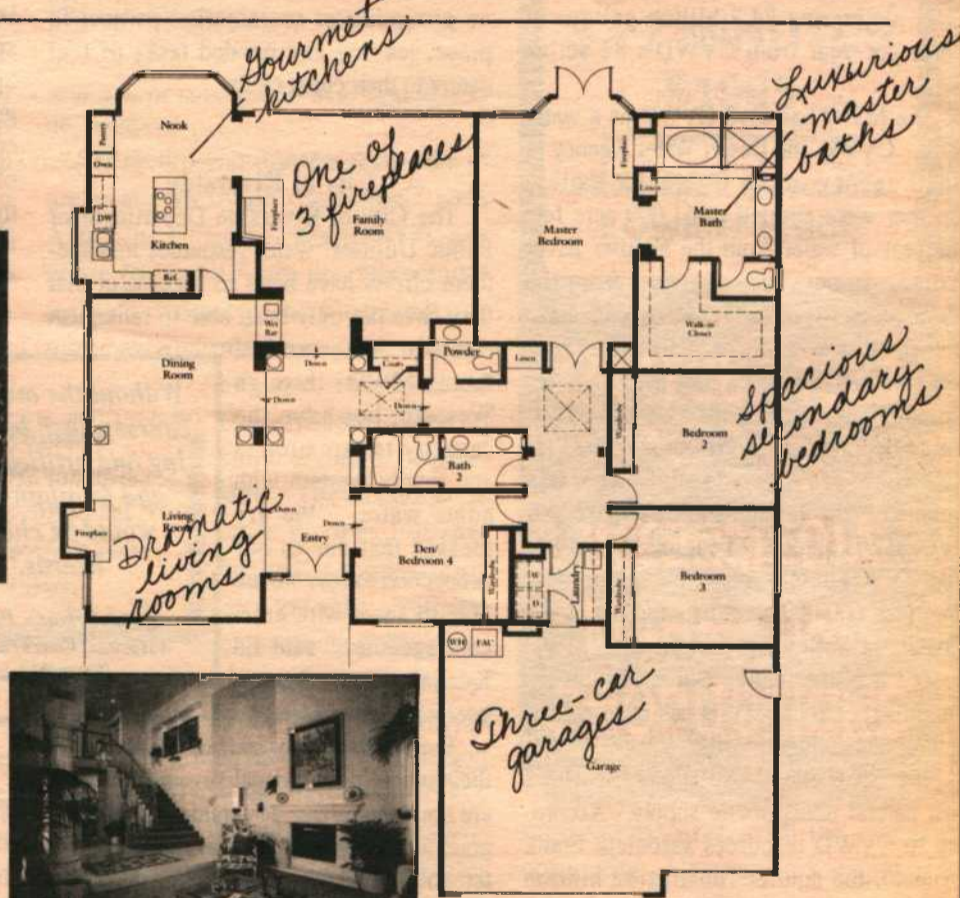 Gourmet
kitchens
Luxurious
master
baths
Nook
Pantry
Oven
One of
3 fireplaces
Fireplace
Family
Room
Fireplace
Linen
Master
Bath
Master
Bedroom
DW
Kitchen
Ref.
Walk-in
Closet
Wet
Bar
Dining
Room
Down
Coats
Powder
Linen
Down
Down
Spacious
secondary
bedrooms
Wardrobe
Bedroom
2
Bath
2
Fireplace
Living
Room
Dramatic
living
rooms
Down
Entry
Down
Den/
Bedroom 4
Wardrobe
W
D
Laundry
Wardrobe
Bedroom
3
WH
FAU
Three-car
garages
Garage